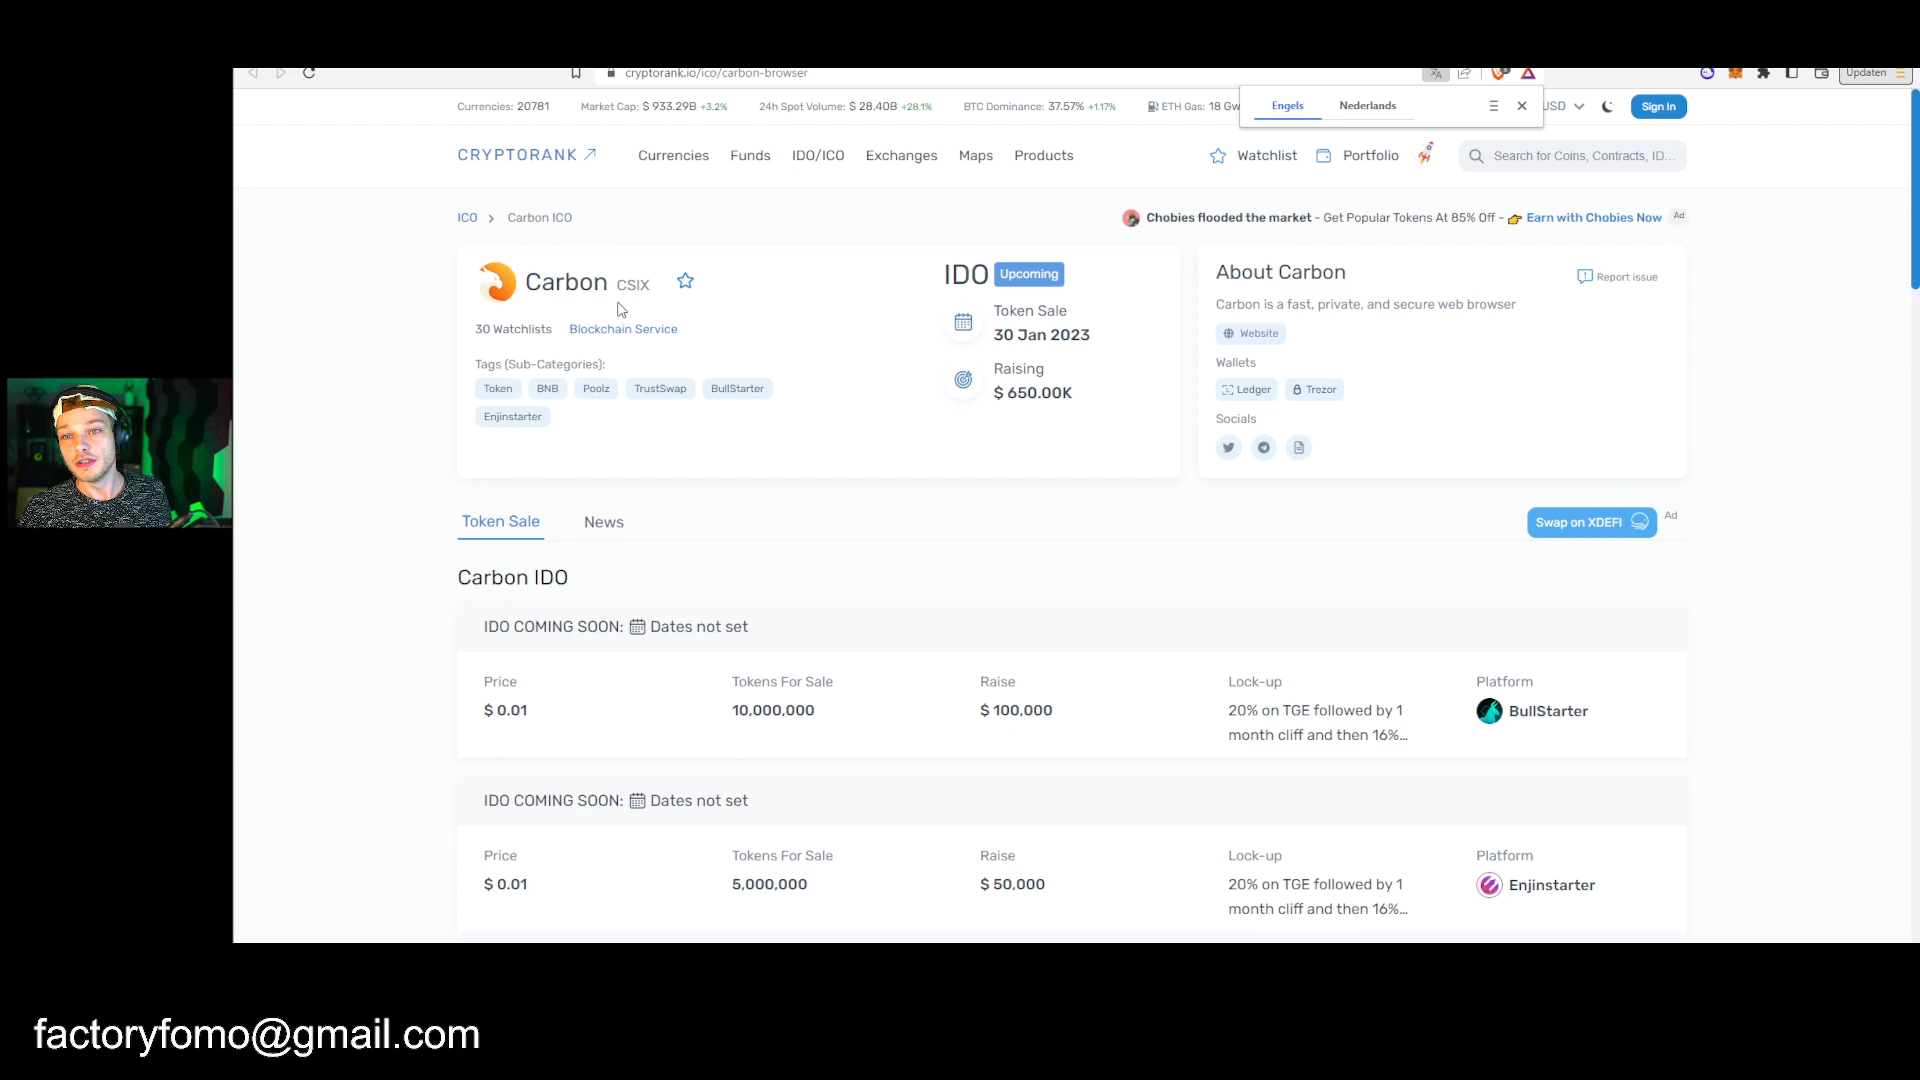 cryptorank.io/ico/carbon-browser
Updaten
Currencies: 20781 Market Cap: $ 933.29B +3.2% 24h Spot Volume: $ 28.40B +28.1% BTC Dominance: 37.57% +1.17% ETH Gas: 18 Gw
Engels Nederlands
USD
Sign In
CRYPTORANK
Currencies Funds IDO/ICO Exchanges Maps Products
Watchlist Portfolio
Search for Coins, Contracts, ID...
ICO > Carbon ICO
Chobies flooded the market - Get Popular Tokens At 85% Off - 👉 Earn with Chobies Now Ad
Carbon CSIX
30 Watchlists Blockchain Service
Tags (Sub-Categories):
Token BNB Poolz TrustSwap BullStarter
Enjinstarter
IDO Upcoming
Token Sale
30 Jan 2023
Raising
$ 650.00K
About Carbon
Report issue
Carbon is a fast, private, and secure web browser
Website
Wallets
Ledger Trezor
Socials
Token Sale News
Swap on XDEFI Ad
Carbon IDO
IDO COMING SOON: Dates not set
Price Tokens For Sale Raise Lock-up Platform
$ 0.01 10,000,000 $ 100,000 20% on TGE followed by 1 BullStarter
month cliff and then 16%...
IDO COMING SOON: Dates not set
Price Tokens For Sale Raise Lock-up Platform
$ 0.01 5,000,000 $ 50,000 20% on TGE followed by 1 Enjinstarter
month cliff and then 16%...
factoryfomo@gmail.com